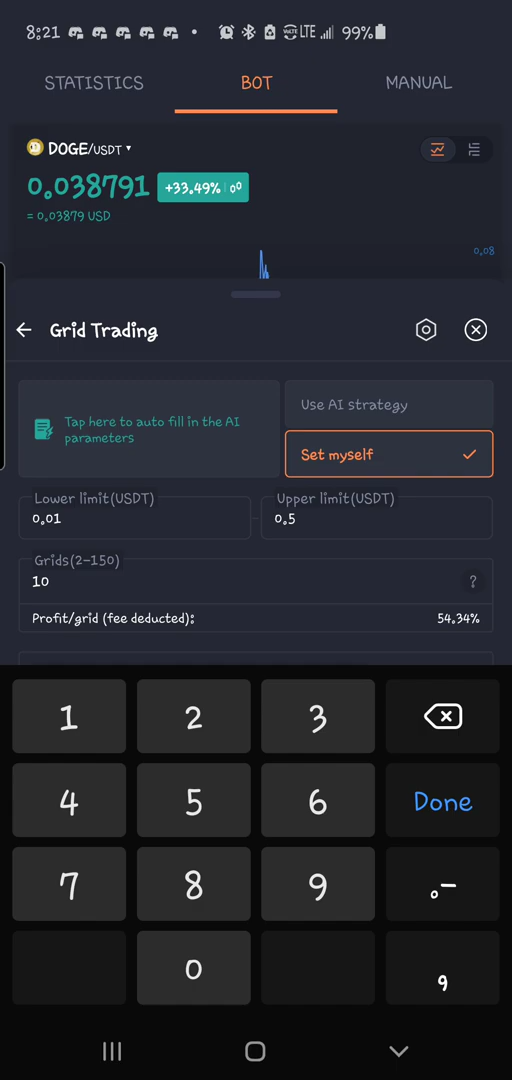 8:21 LTE 99%
STATISTICS BOT MANUAL
DOGE/USDT
0.038791 +33.49%
= 0.03879 USD
0.08
Grid Trading
Tap here to auto fill in the AI
parameters
Use AI strategy
Set myself
Lower limit(USDT) Upper limit(USDT)
0.01 - 0.5
Grids(2-150)
10 ?
Profit/grid (fee deducted): 54.34%
1 2 3
4 5 6 Done
7 8 9 .-
0 ,